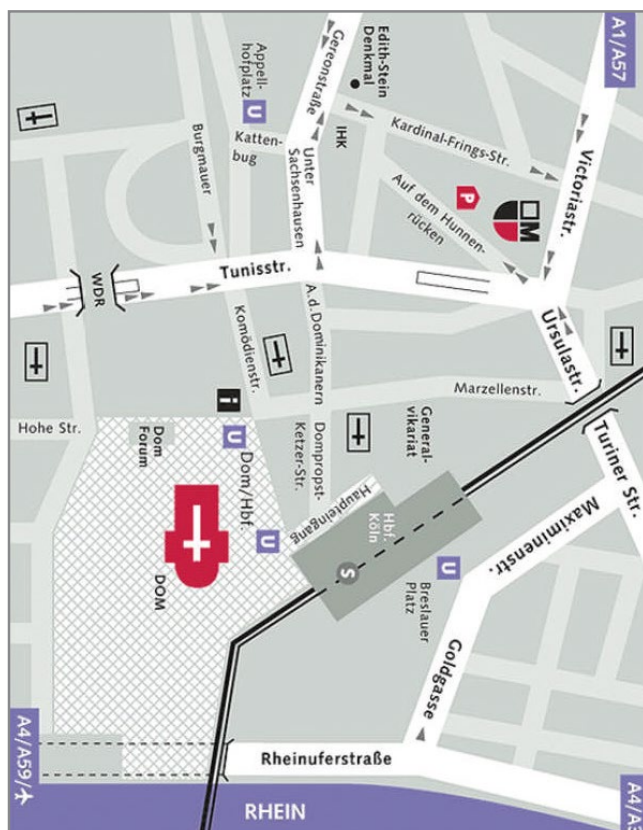 A1/A57
Edith-Stein
Denkmal
Gereonstraße
Appell-
hofplatz
U
Katten-
bug
IHK
Unter
Sachsenhausen
Kardinal-Frings-Str.
Victoriastr.
Burgmauer
Auf dem Hunnen-
rücken
P
M
Tunisstr.
WDR
A.d.Dominikanern
Komödienstr.
Ursulastr.
Marzellenstr.
General-
vikariat
Hohe Str.
i
Dom
Forum
U
Dom/Hbf.
U
Dompropst-
Ketzer-Str.
Haupteingang
Hbf.
Köln
S
Turiner Str.
Maximinenstr.
U
Breslauer
Platz
DOM
Goldgasse
Rheinuferstraße
A4/A59/
RHEIN